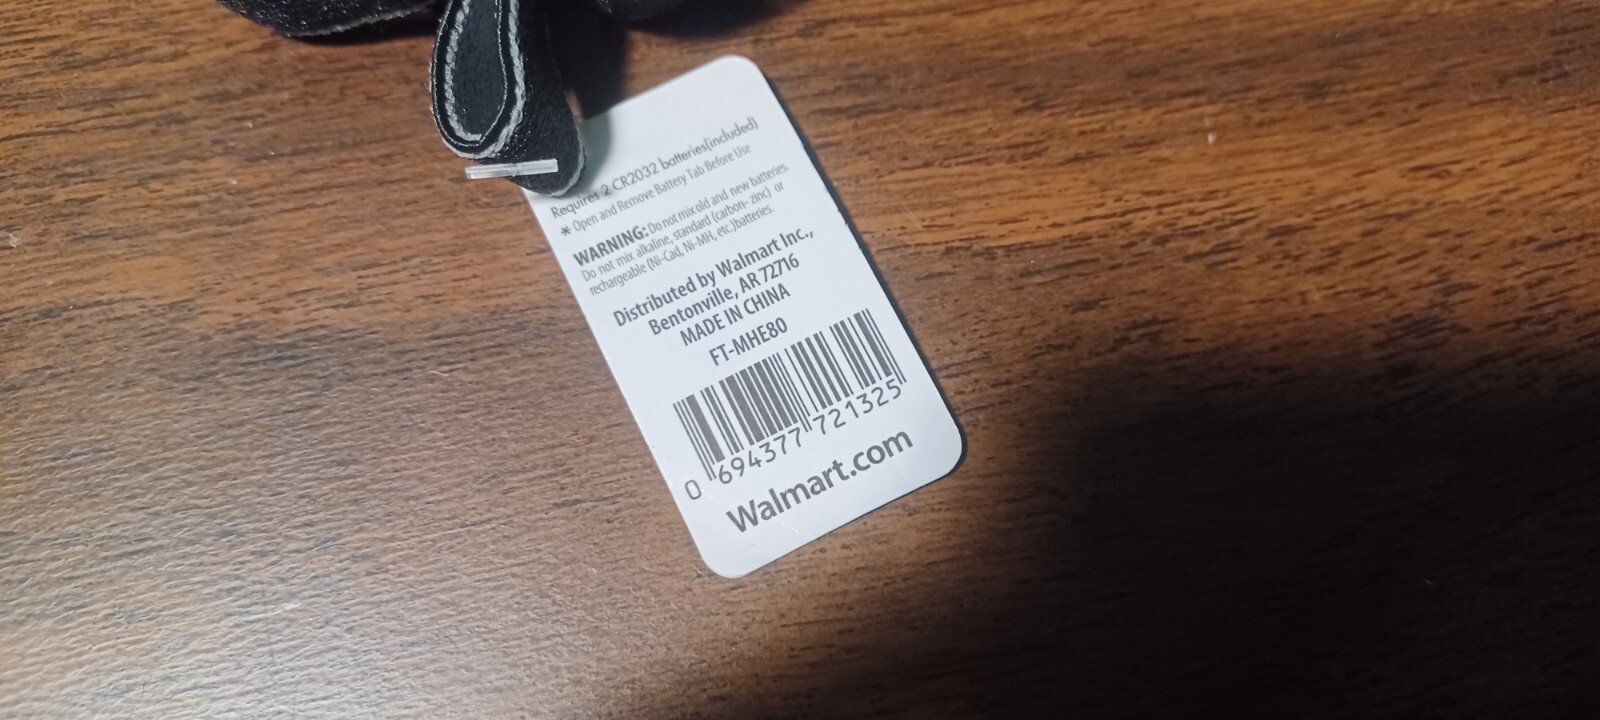 Requires 2 CR2032 batteries(included)
* Open and Remove Battery Tab Before Use
WARNING: Do not mix old and new batteries.
Do not mix alkaline, standard (carbon- zinc) or
rechargeable (Ni-Cad, Ni-MH, etc.)batteries.
Distributed by Walmart Inc.,
Bentonville, AR 72716
MADE IN CHINA
FT-MHE80
0 694377 721325
Walmart.com